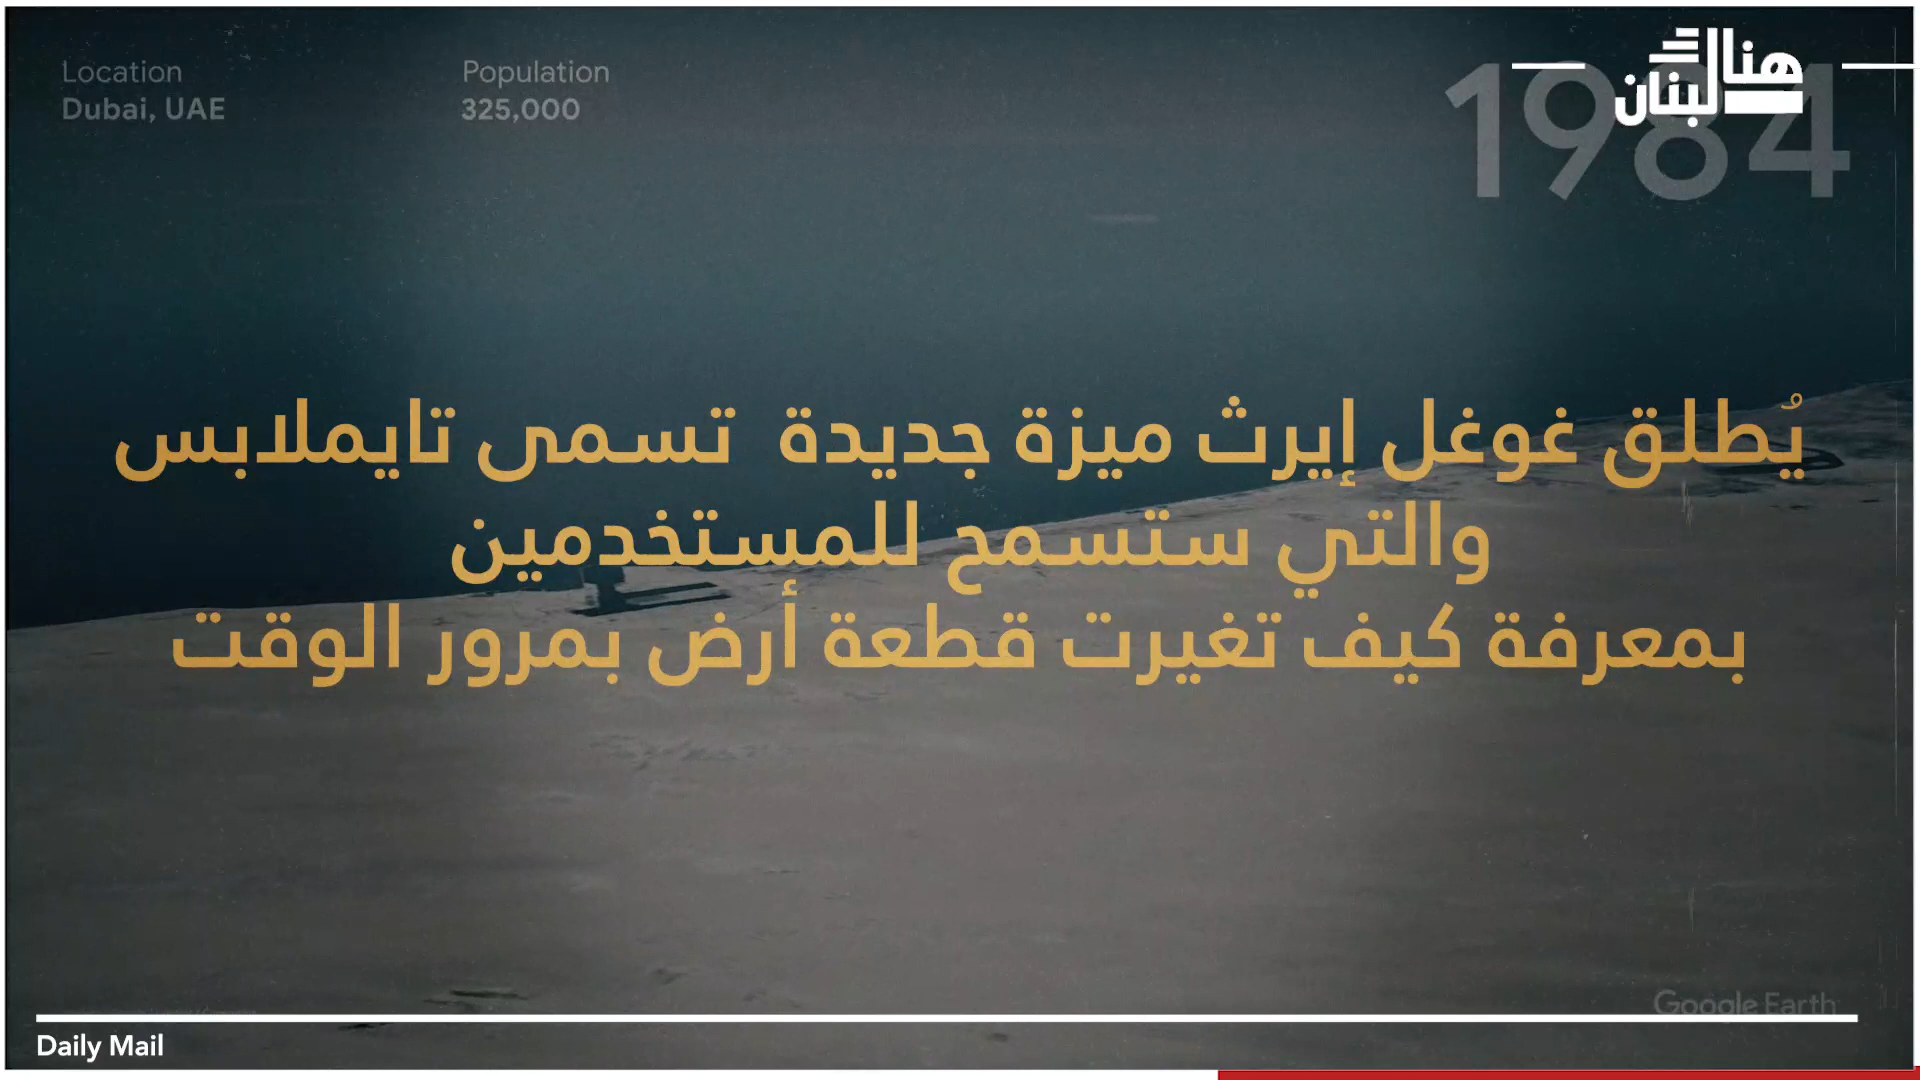 Location
Dubai, UAE
Population
325,000
1984
هنا لبنان
يُطلق غوغل إيرث ميزة جديدة تسمى تايملابس
والتي ستسمح للمستخدمين
بمعرفة كيف تغيرت قطعة أرض بمرور الوقت
Google Earth
Daily Mail